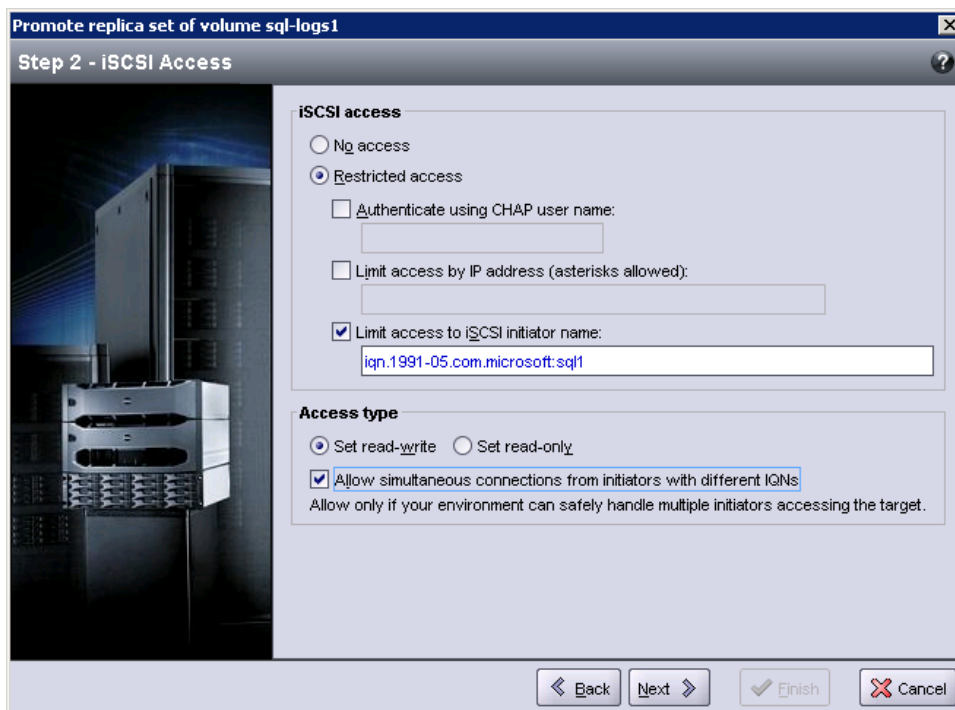 Promote replica set of volume sql-logs1
Step 2 - iSCSI Access
?
iSCSI access
No access
Restricted access
Authenticate using CHAP user name:
Limit access by IP address (asterisks allowed):
Limit access to iSCSI initiator name:
iqn.1991-05.com.microsoft:sql1
Access type
Set read-write Set read-only
Allow simultaneous connections from initiators with different IQNs
Allow only if your environment can safely handle multiple initiators accessing the target.
Back Next Finish Cancel